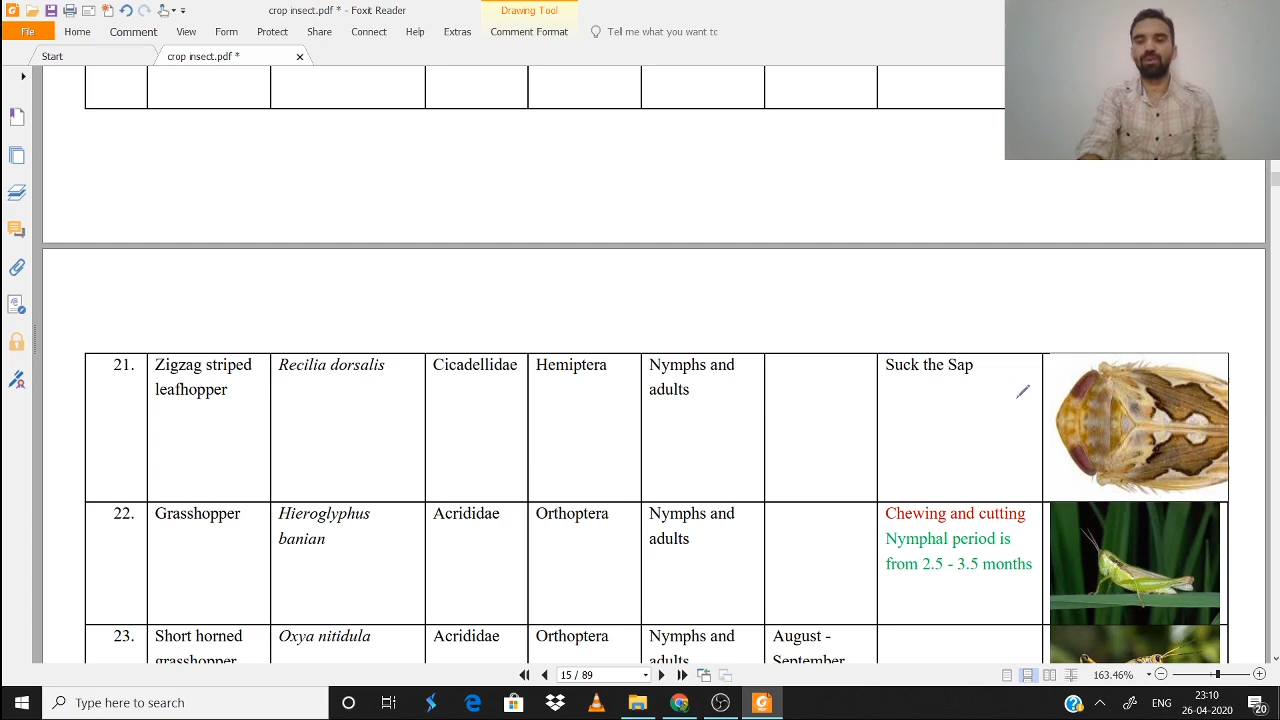 crop insect.pdf * - Foxit Reader
Drawing Tool
File Home Comment View Form Protect Share Connect Help Extras Comment Format Tell me what you want to
Start crop insect.pdf *
21. Zigzag striped leafhopper Recilia dorsalis Cicadellidae Hemiptera Nymphs and adults Suck the Sap
22. Grasshopper Hieroglyphus banian Acrididae Orthoptera Nymphs and adults Chewing and cutting
Nymphal period is
from 2.5 - 3.5 months
23. Short horned grasshopper Oxya nitidula Acrididae Orthoptera Nymphs and adults August - September
15 / 89
163.46%
Type here to search
ENG
23:10
26-04-2020
20